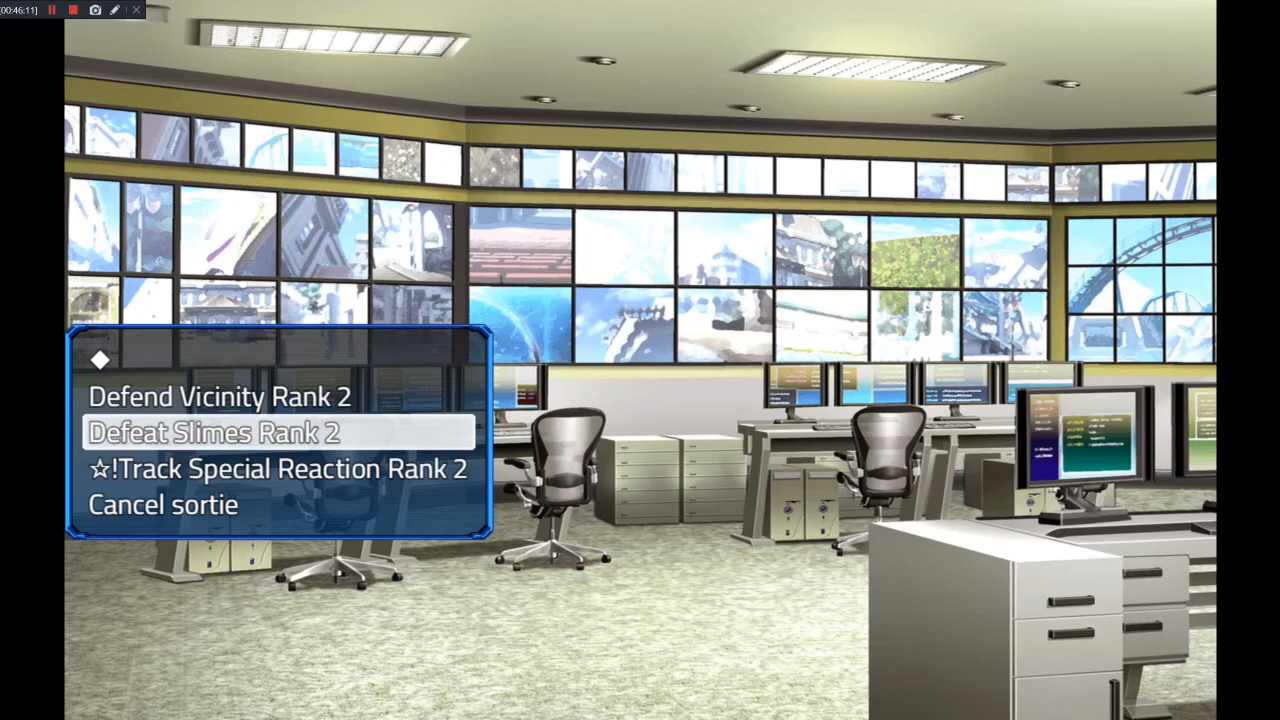 [00:46:11]
Defend Vicinity Rank 2
Defeat Slimes Rank 2
☆!Track Special Reaction Rank 2
Cancel sortie